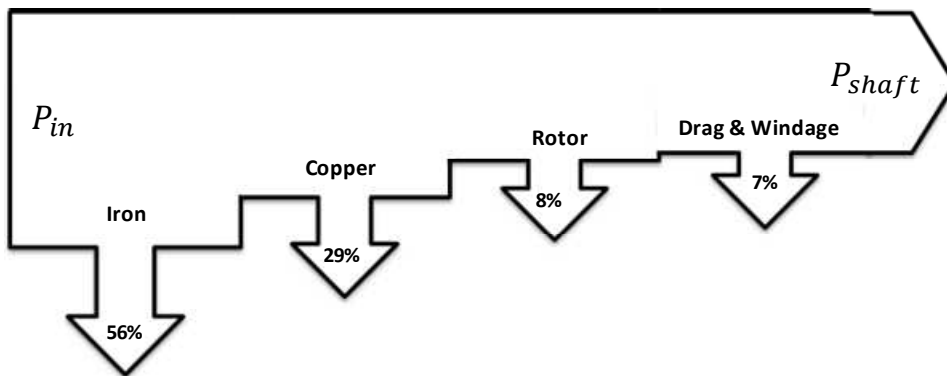 P_in
Iron
56%
Copper
29%
Rotor
8%
Drag & Windage
7%
P_shaft